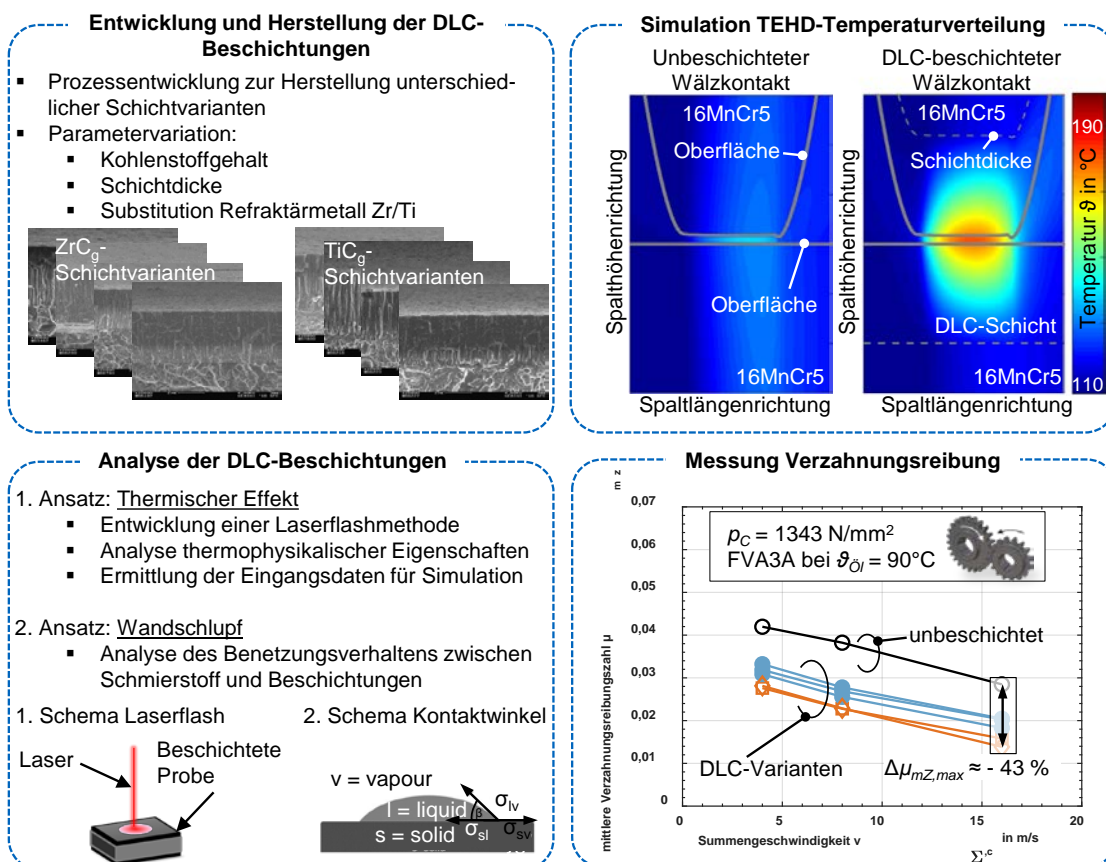 Entwicklung und Herstellung der DLC-
Beschichtungen
▪ Prozessentwicklung zur Herstellung unterschied-
licher Schichtvarianten
▪ Parametervariation:
▪ Kohlenstoffgehalt
▪ Schichtdicke
▪ Substitution Refraktärmetall Zr/Ti
ZrCg-
Schichtvarianten
TiCg-
Schichtvarianten
Simulation TEHD-Temperaturverteilung
Unbeschichteter
Wälzkontakt
DLC-beschichteter
Wälzkontakt
Spalthöhenrichtung
16MnCr5
Oberfläche
Oberfläche
16MnCr5
Spaltlängenrichtung
Spalthöhenrichtung
16MnCr5
Schichtdicke
DLC-Schicht
16MnCr5
Spaltlängenrichtung
190
Temperatur ϑ in °C
110
Analyse der DLC-Beschichtungen
1. Ansatz: Thermischer Effekt
▪ Entwicklung einer Laserflashmethode
▪ Analyse thermophysikalischer Eigenschaften
▪ Ermittlung der Eingangsdaten für Simulation
2. Ansatz: Wandschlupf
▪ Analyse des Benetzungsverhaltens zwischen
Schmierstoff und Beschichtungen
1. Schema Laserflash
Laser
Beschichtete
Probe
2. Schema Kontaktwinkel
v = vapour
l = liquid
s = solid
β
σlv
σsl
σsv
Messung Verzahnungsreibung
m z
mittlere Verzahnungsreibungszahl µ
0,07
0,06
0,05
0,04
0,03
0,02
0,01
0
pC = 1343 N/mm²
FVA3A bei ϑÖl = 90°C
unbeschichtet
DLC-Varianten
ΔµmZ,max ≈ - 43 %
0 5 10 15 20
Summengeschwindigkeit v
in m/s
Σ c